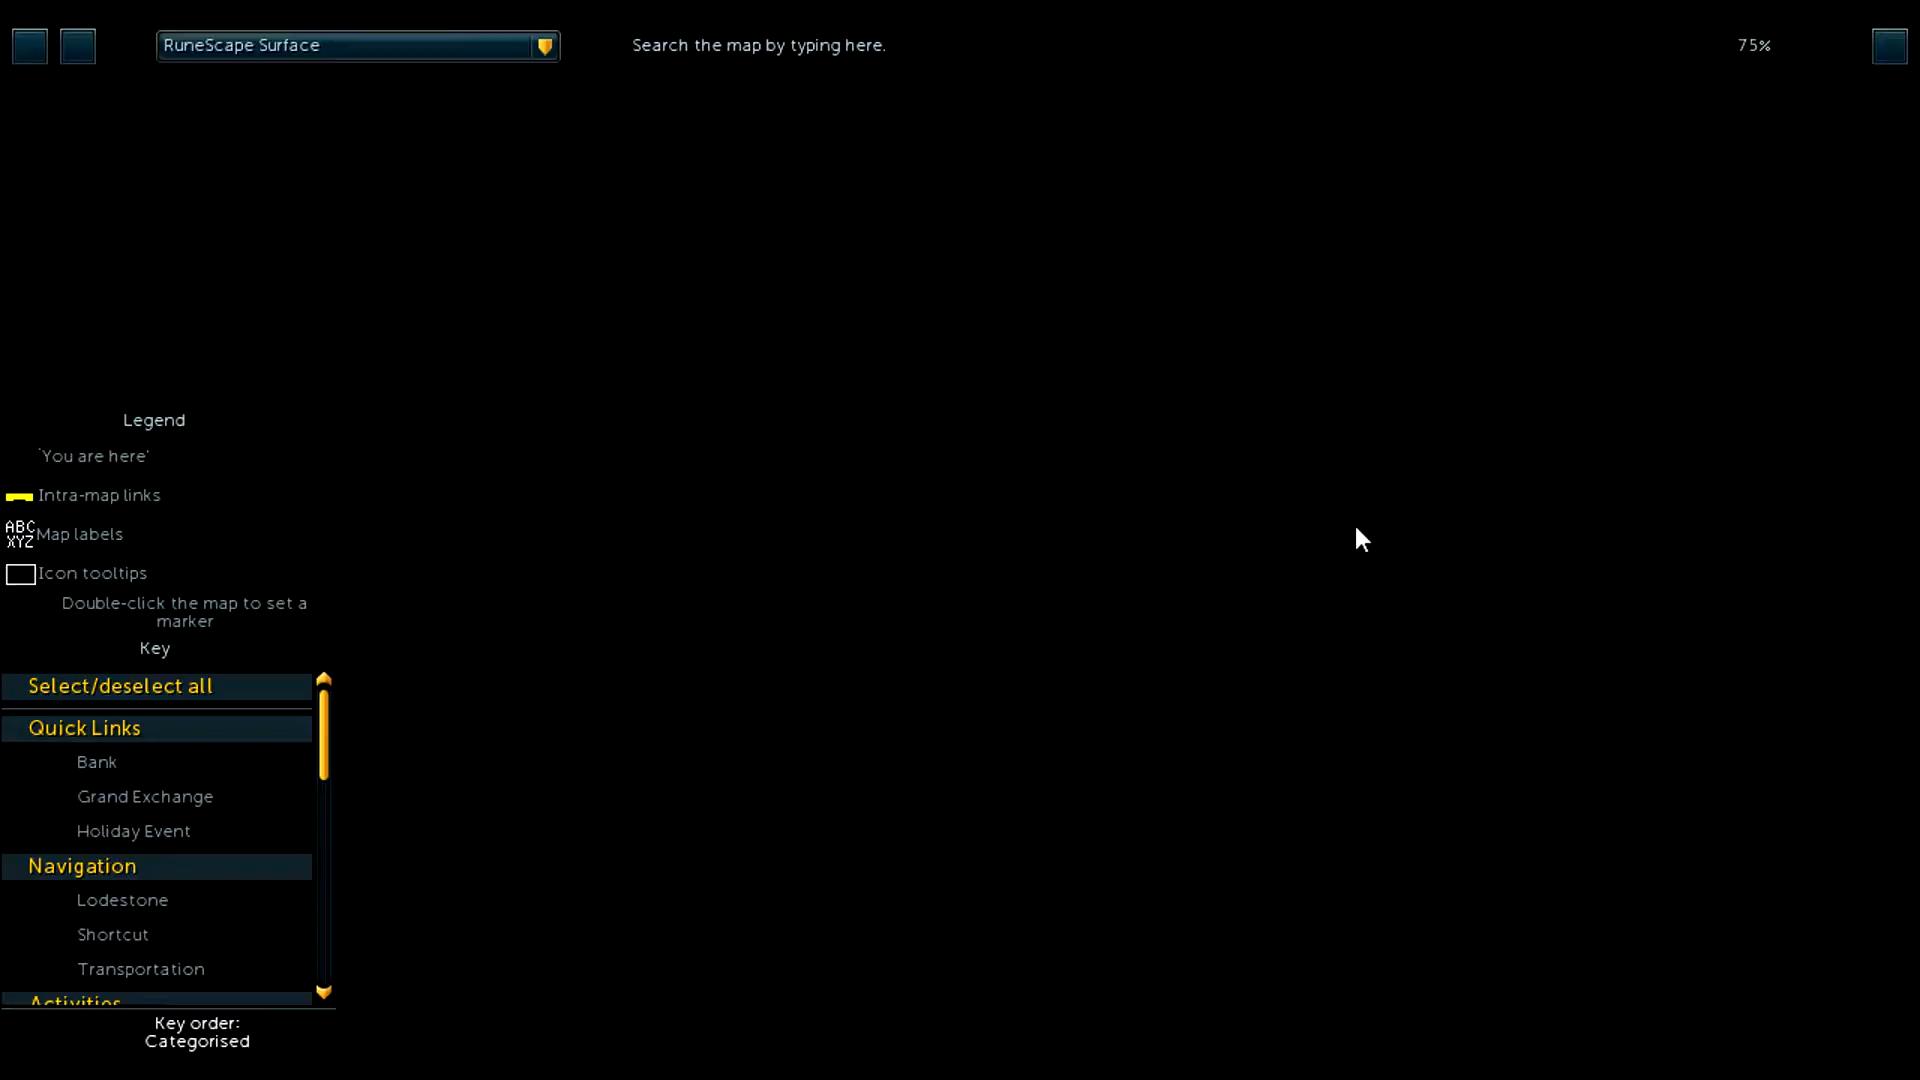 RuneScape Surface
Search the map by typing here.
75%
Legend
'You are here'
Intra-map links
ABC
XYZ
Map labels
Icon tooltips
Double-click the map to set a
marker
Key
Select/deselect all
Quick Links
Bank
Grand Exchange
Holiday Event
Navigation
Lodestone
Shortcut
Transportation
Activities
Key order:
Categorised